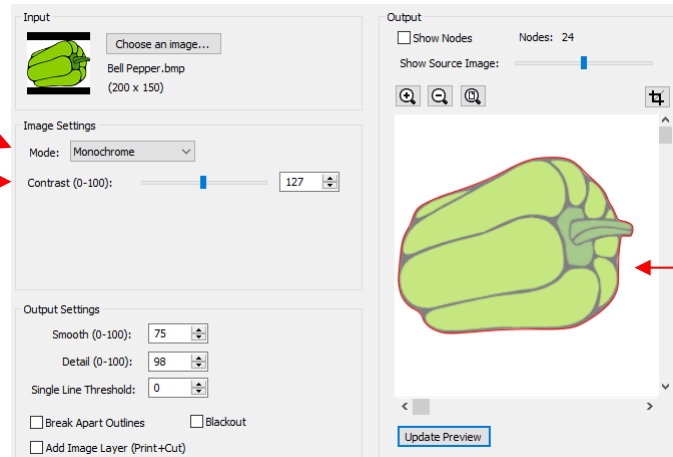 Input
Choose an image...
Bell Pepper.bmp
(200 x 150)
Image Settings
Mode: Monochrome
Contrast (0-100): 127
Output Settings
Smooth (0-100): 75
Detail (0-100): 98
Single Line Threshold: 0
Break Apart Outlines Blackout
Add Image Layer (Print+Cut)
Output
Show Nodes Nodes: 24
Show Source Image:
Update Preview